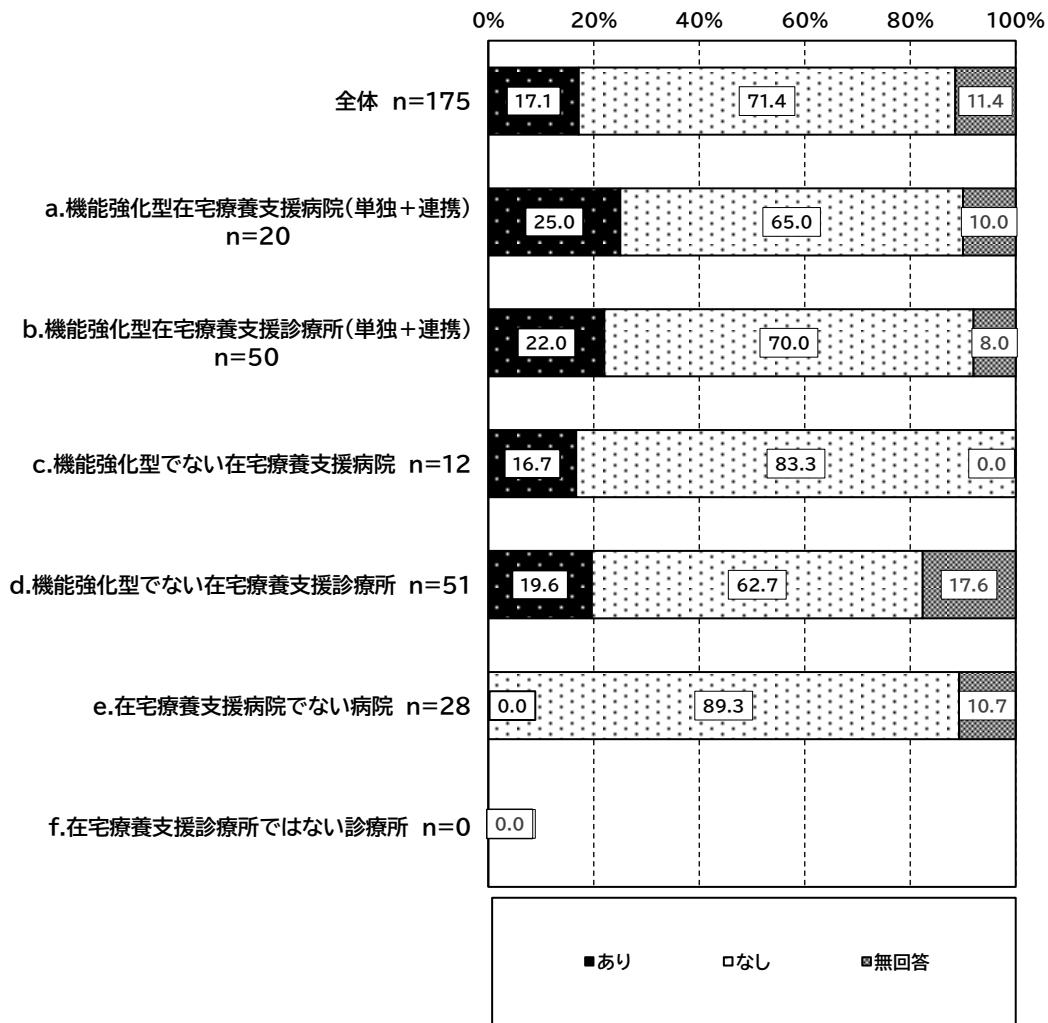 0% 20% 40% 60% 80% 100%
全体 n=175
17.1 71.4 11.4
a.機能強化型在宅療養支援病院(単独+連携)
n=20
25.0 65.0 10.0
b.機能強化型在宅療養支援診療所(単独+連携)
n=50
22.0 70.0 8.0
c.機能強化型でない在宅療養支援病院 n=12
16.7 83.3 0.0
d.機能強化型でない在宅療養支援診療所 n=51
19.6 62.7 17.6
e.在宅療養支援病院でない病院 n=28
0.0 89.3 10.7
f.在宅療養支援診療所ではない診療所 n=0
0.0
あり なし 無回答